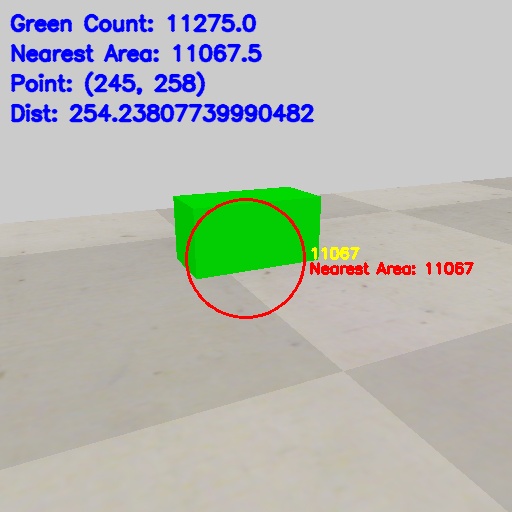 Green Count: 11275.0
Nearest Area: 11067.5
Point: (245, 258)
Dist: 254.23807739990482
11067
Nearest Area: 11067